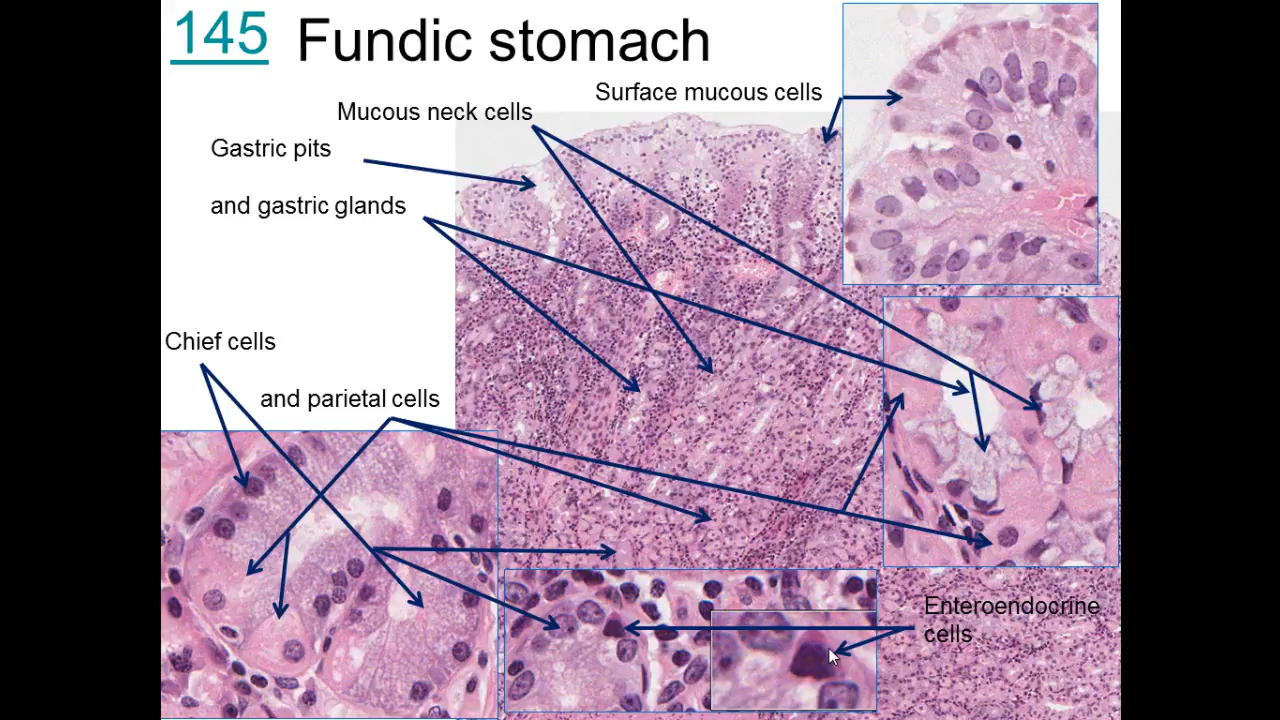 145 Fundic stomach
Surface mucous cells
Mucous neck cells
Gastric pits
and gastric glands
Chief cells
and parietal cells
Enteroendocrine
cells